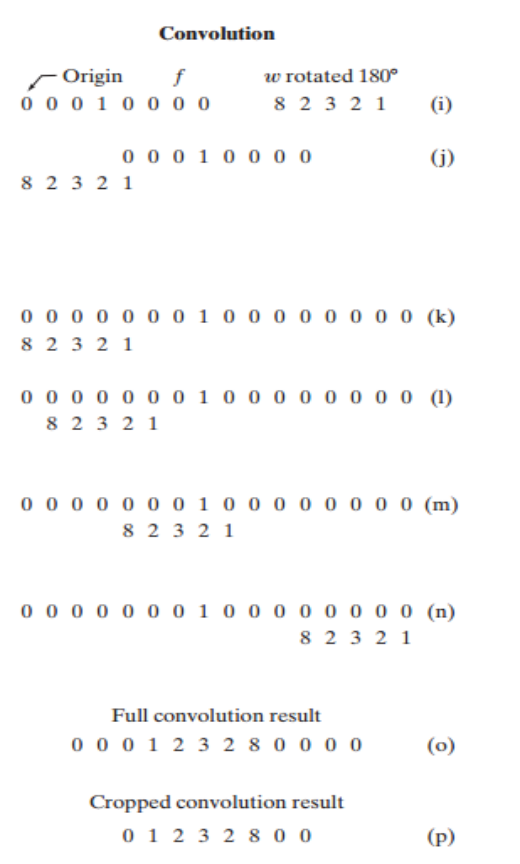 Convolution
Origin f w rotated 180°
0 0 0 1 0 0 0 0 8 2 3 2 1 (i)
0 0 0 1 0 0 0 0 (j)
8 2 3 2 1
0 0 0 0 0 0 0 1 0 0 0 0 0 0 0 0 (k)
8 2 3 2 1
0 0 0 0 0 0 0 1 0 0 0 0 0 0 0 0 (l)
8 2 3 2 1
0 0 0 0 0 0 0 1 0 0 0 0 0 0 0 0 (m)
8 2 3 2 1
0 0 0 0 0 0 0 1 0 0 0 0 0 0 0 0 (n)
8 2 3 2 1
Full convolution result
0 0 0 1 2 3 2 8 0 0 0 0 (o)
Cropped convolution result
0 1 2 3 2 8 0 0 (p)